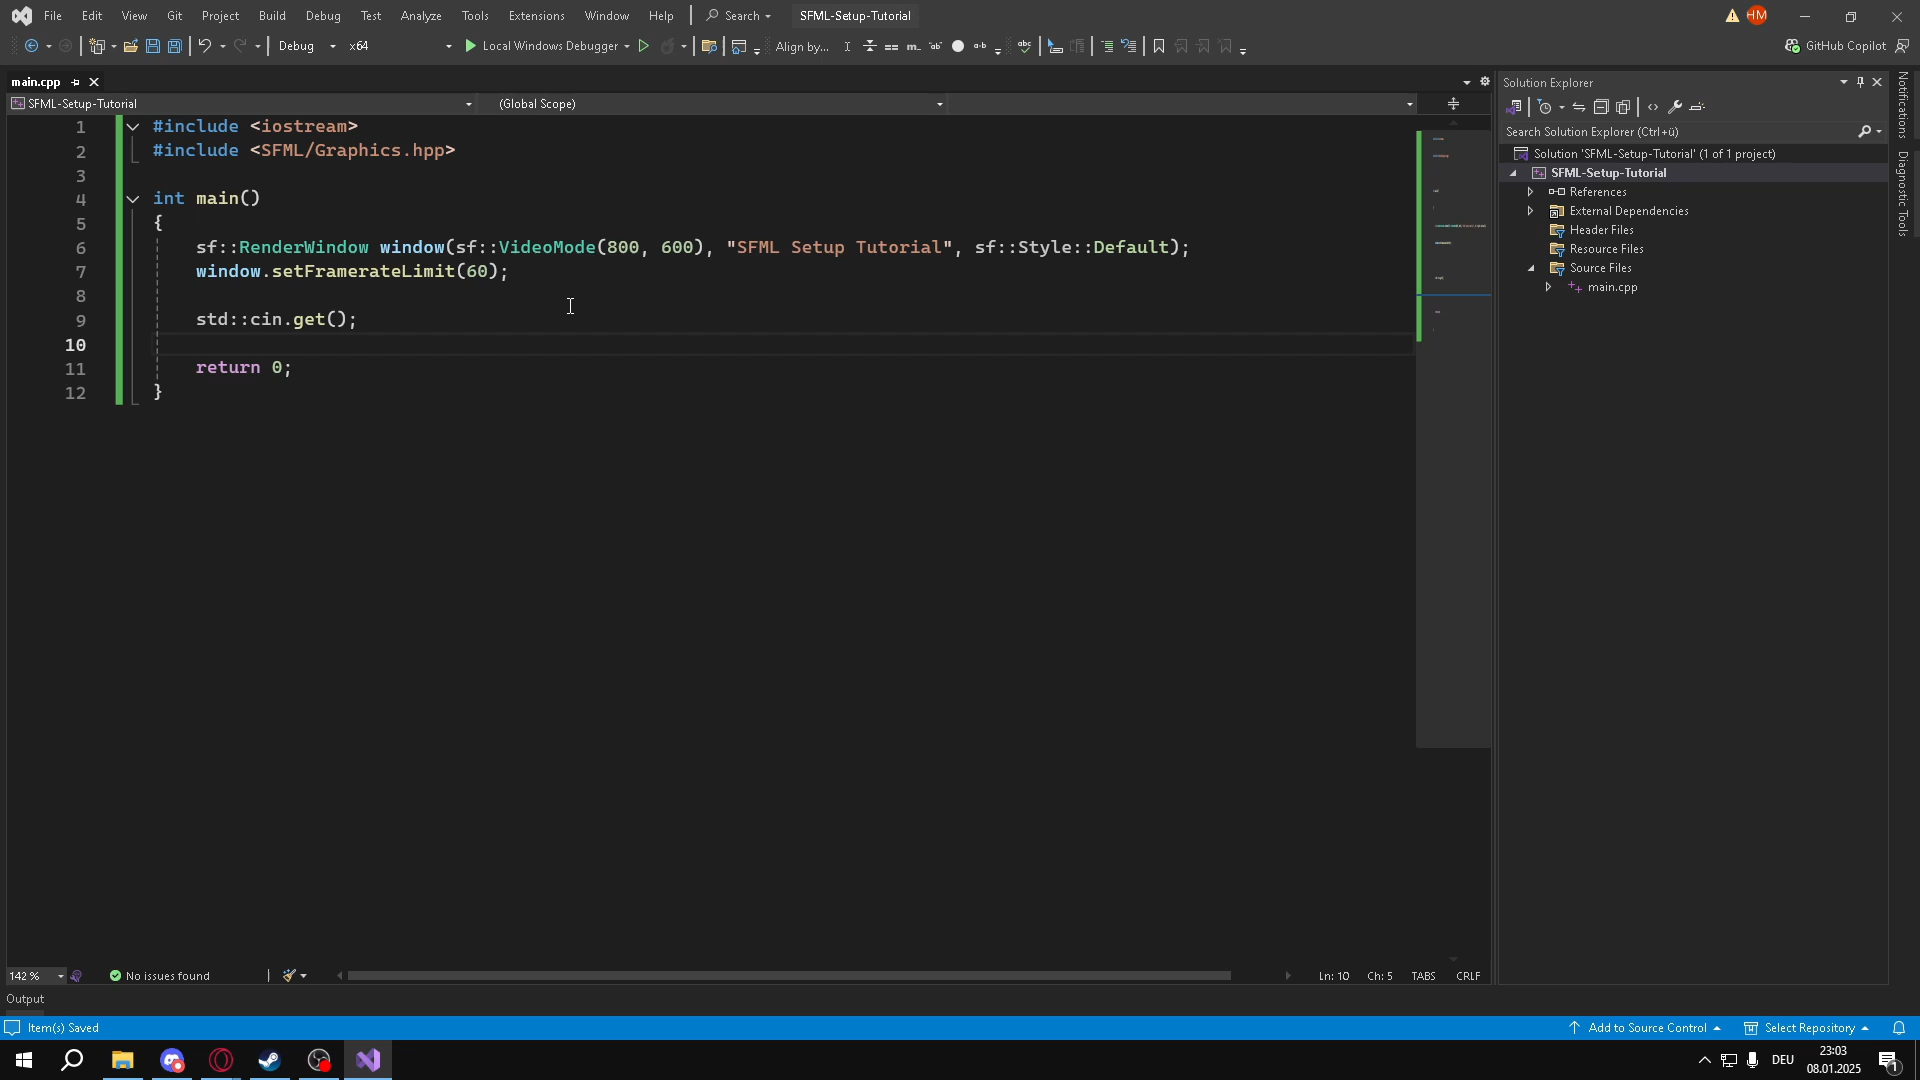 File Edit View Git Project Build Debug Test Analyze Tools Extensions Window Help Search SFML-Setup-Tutorial HM
Debug x64 Local Windows Debugger Align by... GitHub Copilot
main.cpp
SFML-Setup-Tutorial (Global Scope)
1 #include <iostream>
2 #include <SFML/Graphics.hpp>
3
4 int main()
5 {
6 sf::RenderWindow window(sf::VideoMode(800, 600), "SFML Setup Tutorial", sf::Style::Default);
7 window.setFramerateLimit(60);
8
9 std::cin.get();
10
11 return 0;
12 }
Solution Explorer
Search Solution Explorer (Ctrl+ü)
Solution 'SFML-Setup-Tutorial' (1 of 1 project)
SFML-Setup-Tutorial
References
External Dependencies
Header Files
Resource Files
Source Files
main.cpp
Notifications
Diagnostic Tools
142 % No issues found Ln: 10 Ch: 5 TABS CRLF
Output
Item(s) Saved Add to Source Control Select Repository
DEU 23:03
08.01.2025
1